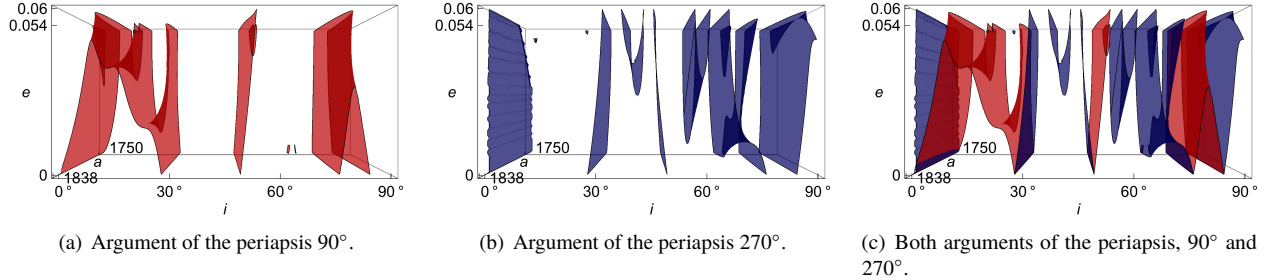 0.06
0.054
e
0
1838
a
1750
0° 30° 60° 90°
i
(a) Argument of the periapsis 90°.
0.06
0.054
e
0
1838
a
1750
0° 30° 60° 90°
i
(b) Argument of the periapsis 270°.
0.06
0.054
e
0
1838
a
1750
0° 30° 60° 90°
i
(c) Both arguments of the periapsis, 90° and
270°.